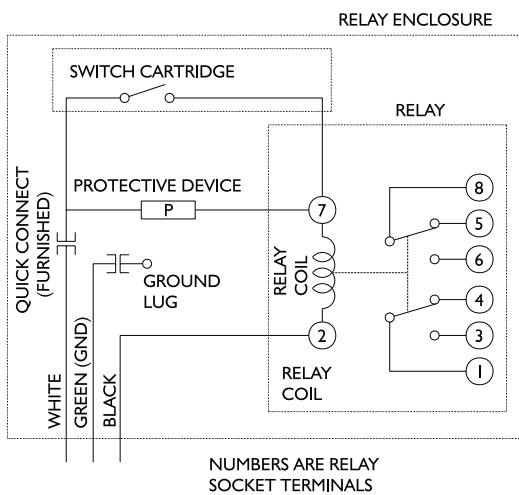 RELAY ENCLOSURE
SWITCH CARTRIDGE
RELAY
PROTECTIVE DEVICE
P
7
8
5
6
4
3
1
2
QUICK CONNECT
(FURNISHED)
GROUND
LUG
RELAY
COIL
RELAY
COIL
WHITE
GREEN (GND)
BLACK
NUMBERS ARE RELAY
SOCKET TERMINALS